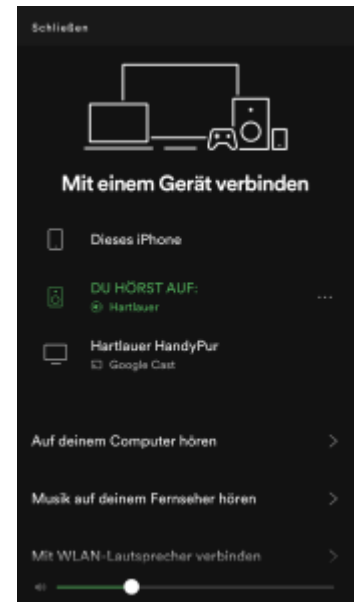 Schließen
Mit einem Gerät verbinden
Dieses iPhone
DU HÖRST AUF:
Hartlauer
Hartlauer HandyPur
Google Cast
Auf deinem Computer hören
Musik auf deinem Fernseher hören
Mit WLAN-Lautsprecher verbinden